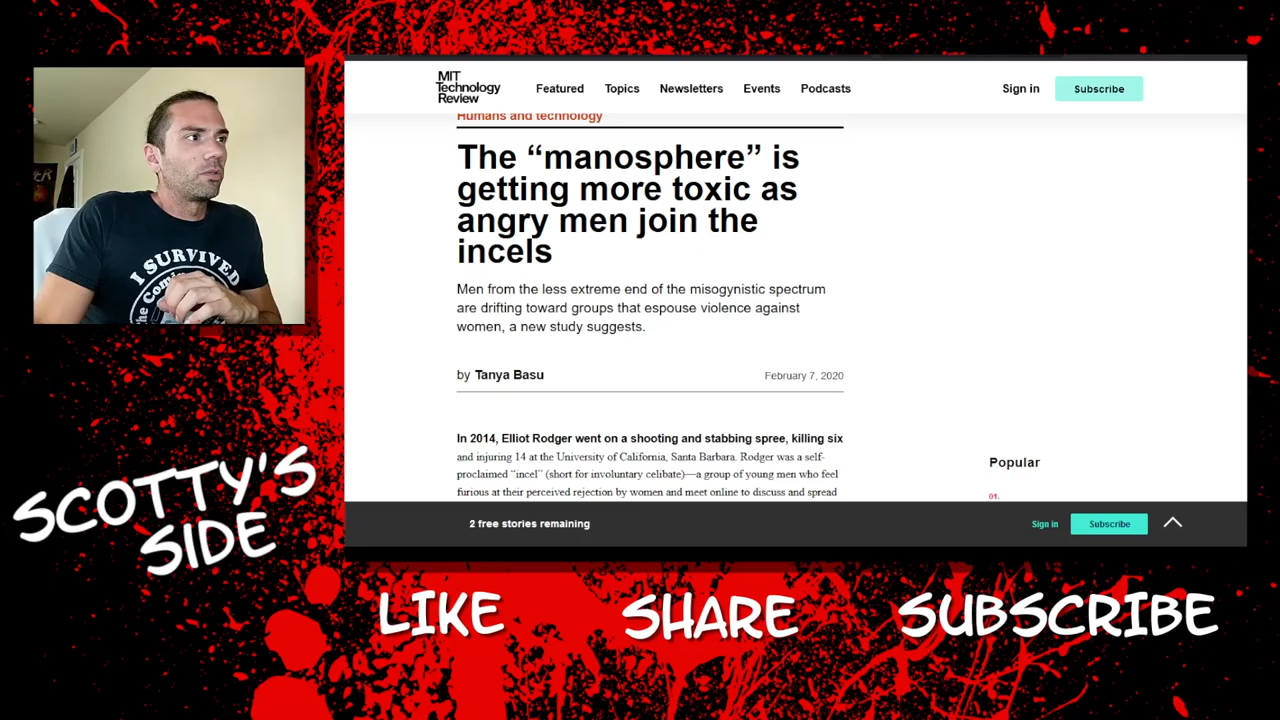 I SURVIVED
MIT
Technology
Review
Featured
Topics
Newsletters
Events
Podcasts
Sign in
Subscribe
Humans and technology
The “manosphere” is
getting more toxic as
angry men join the
incels
Men from the less extreme end of the misogynistic spectrum
are drifting toward groups that espouse violence against
women, a new study suggests.
by Tanya Basu
February 7, 2020
In 2014, Elliot Rodger went on a shooting and stabbing spree, killing six
and injuring 14 at the University of California, Santa Barbara. Rodger was a self-
proclaimed “incel” (short for involuntary celibate)—a group of young men who feel
furious at their perceived rejection by women and meet online to discuss and spread
Popular
01.
2 free stories remaining
Sign in
Subscribe
SCOTTY'S
SIDE
LIKE
SHARE
SUBSCRIBE